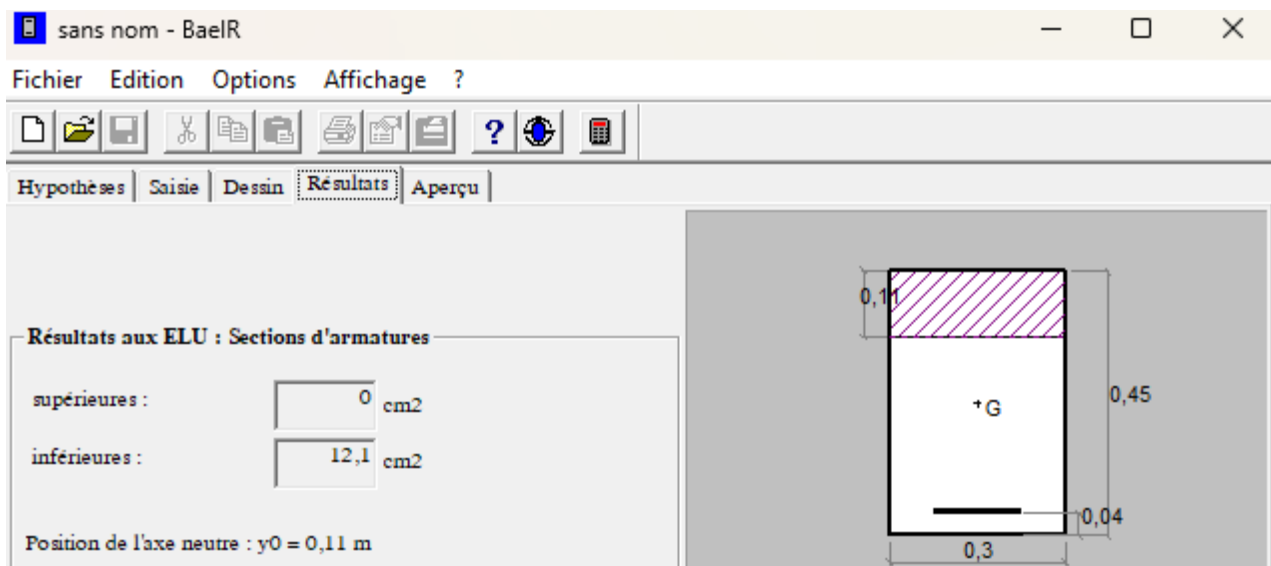 sans nom - BaelR
Fichier Edition Options Affichage ?
Hypothèses Saisie Dessin Résultats Aperçu
Résultats aux ELU : Sections d'armatures
supérieures : 0 cm2
inférieures : 12,1 cm2
Position de l'axe neutre : y0 = 0,11 m
0,11
G
0,45
0,04
0,3